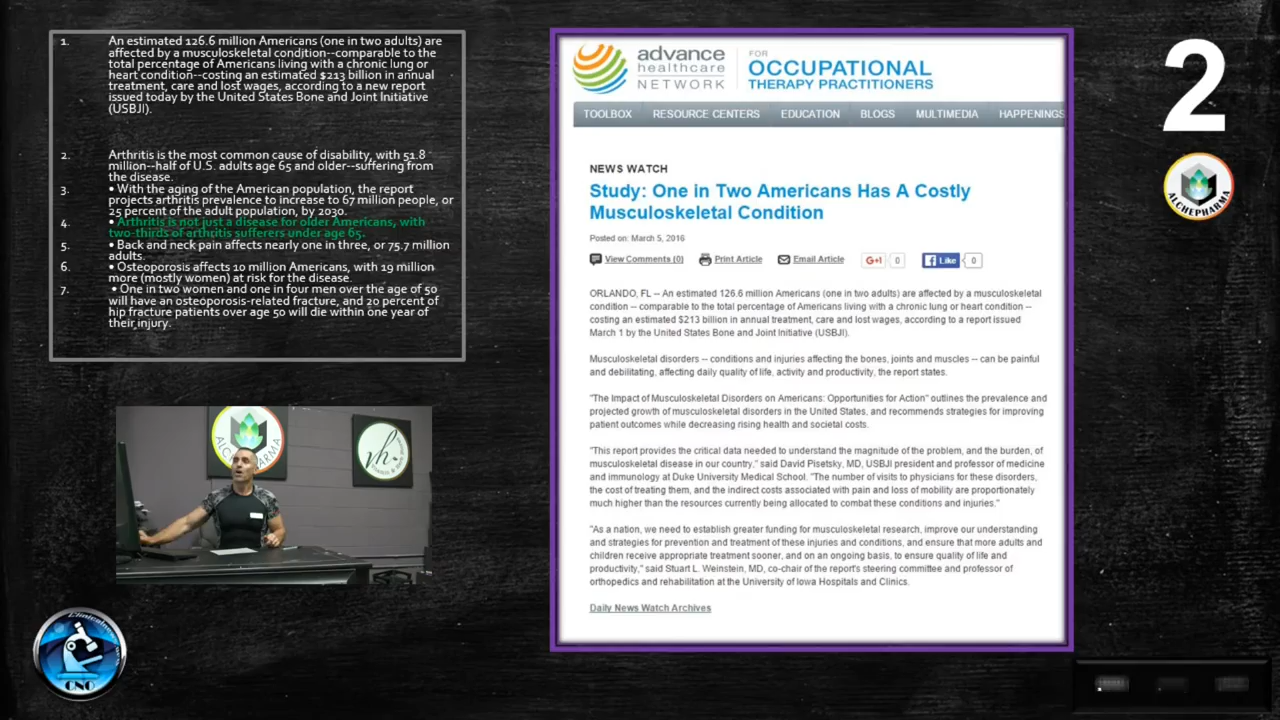 1. An estimated 126.6 million Americans (one in two adults) are
affected by a musculoskeletal condition--comparable to the
total percentage of Americans living with a chronic lung or
heart condition--costing an estimated $213 billion in annual
treatment, care and lost wages, according to a new report
issued today by the United States Bone and Joint Initiative
(USBJI).
2. Arthritis is the most common cause of disability, with 51.8
million--half of U.S. adults age 65 and older--suffering from
the disease.
3. • With the aging of the American population, the report
projects arthritis prevalence to increase to 67 million people, or
25 percent of the adult population, by 2030.
4. • Arthritis is not just a disease for older Americans, with
two-thirds of arthritis sufferers under age 65.
5. • Back and neck pain affects nearly one in three, or 75.7 million
adults.
6. • Osteoporosis affects 10 million Americans, with 19 million
more (mostly women) at risk for the disease.
7. • One in two women and one in four men over the age of 50
will have an osteoporosis-related fracture, and 20 percent of
hip fracture patients over age 50 will die within one year of
their injury.
ALCHEPHARMA
vh
CNO
advance
healthcare
NETWORK
FOR
OCCUPATIONAL
THERAPY PRACTITIONERS
TOOLBOX RESOURCE CENTERS EDUCATION BLOGS MULTIMEDIA HAPPENINGS
NEWS WATCH
Study: One in Two Americans Has A Costly
Musculoskeletal Condition
Posted on: March 5, 2016
View Comments (0) Print Article Email Article G+1 0 Like 0
ORLANDO, FL -- An estimated 126.6 million Americans (one in two adults) are affected by a musculoskeletal
condition -- comparable to the total percentage of Americans living with a chronic lung or heart condition --
costing an estimated $213 billion in annual treatment, care and lost wages, according to a report issued
March 1 by the United States Bone and Joint Initiative (USBJI).
Musculoskeletal disorders -- conditions and injuries affecting the bones, joints and muscles -- can be painful
and debilitating, affecting daily quality of life, activity and productivity, the report states.
"The Impact of Musculoskeletal Disorders on Americans: Opportunities for Action" outlines the prevalence and
projected growth of musculoskeletal disorders in the United States, and recommends strategies for improving
patient outcomes while decreasing rising health and societal costs.
"This report provides the critical data needed to understand the magnitude of the problem, and the burden, of
musculoskeletal disease in our country," said David Pisetsky, MD, USBJI president and professor of medicine
and immunology at Duke University Medical School. "The number of visits to physicians for these disorders,
the cost of treating them, and the indirect costs associated with pain and loss of mobility are proportionately
much higher than the resources currently being allocated to combat these conditions and injuries."
"As a nation, we need to establish greater funding for musculoskeletal research, improve our understanding
and strategies for prevention and treatment of these injuries and conditions, and ensure that more adults and
children receive appropriate treatment sooner, and on an ongoing basis, to ensure quality of life and
productivity," said Stuart L. Weinstein, MD, co-chair of the report's steering committee and professor of
orthopedics and rehabilitation at the University of Iowa Hospitals and Clinics.
Daily News Watch Archives
2
ALCHEPHARMA